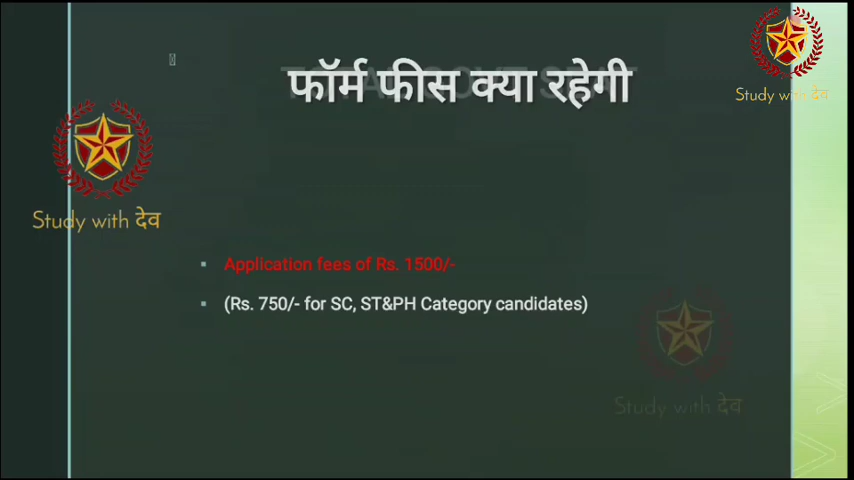 फॉर्म फीस क्या रहेगी
Study with देव
Study with देव
Application fees of Rs. 1500/-
(Rs. 750/- for SC, ST&PH Category candidates)
Study with देव